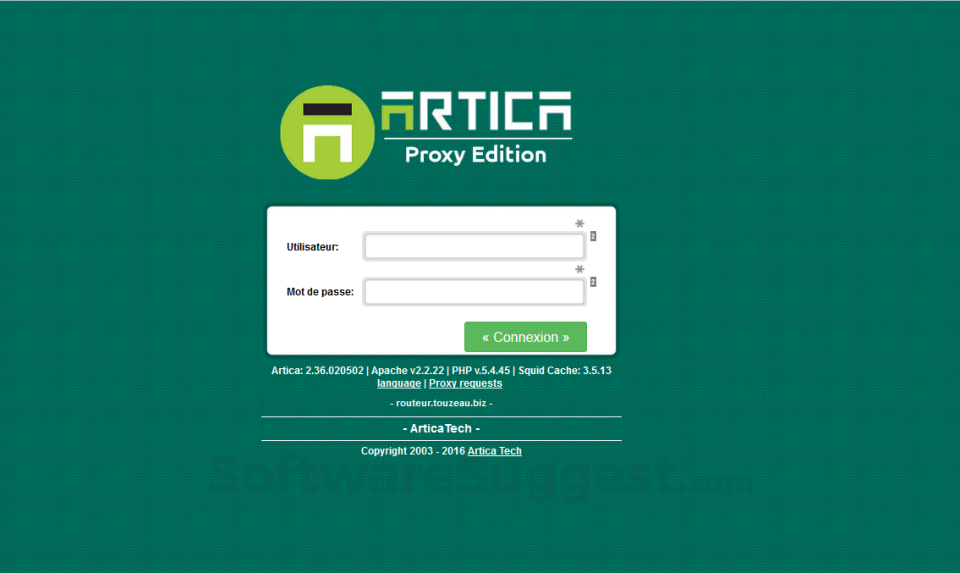 ARTICA
Proxy Edition
Utilisateur:
Mot de passe:
« Connexion »
Artica: 2.36.020502 | Apache v2.2.22 | PHP v.5.4.45 | Squid Cache: 3.5.13
language | Proxy requests
- routeur.touzeau.biz -
- ArticaTech -
Copyright 2003 - 2016 Artica Tech
SoftwareSuggest.com